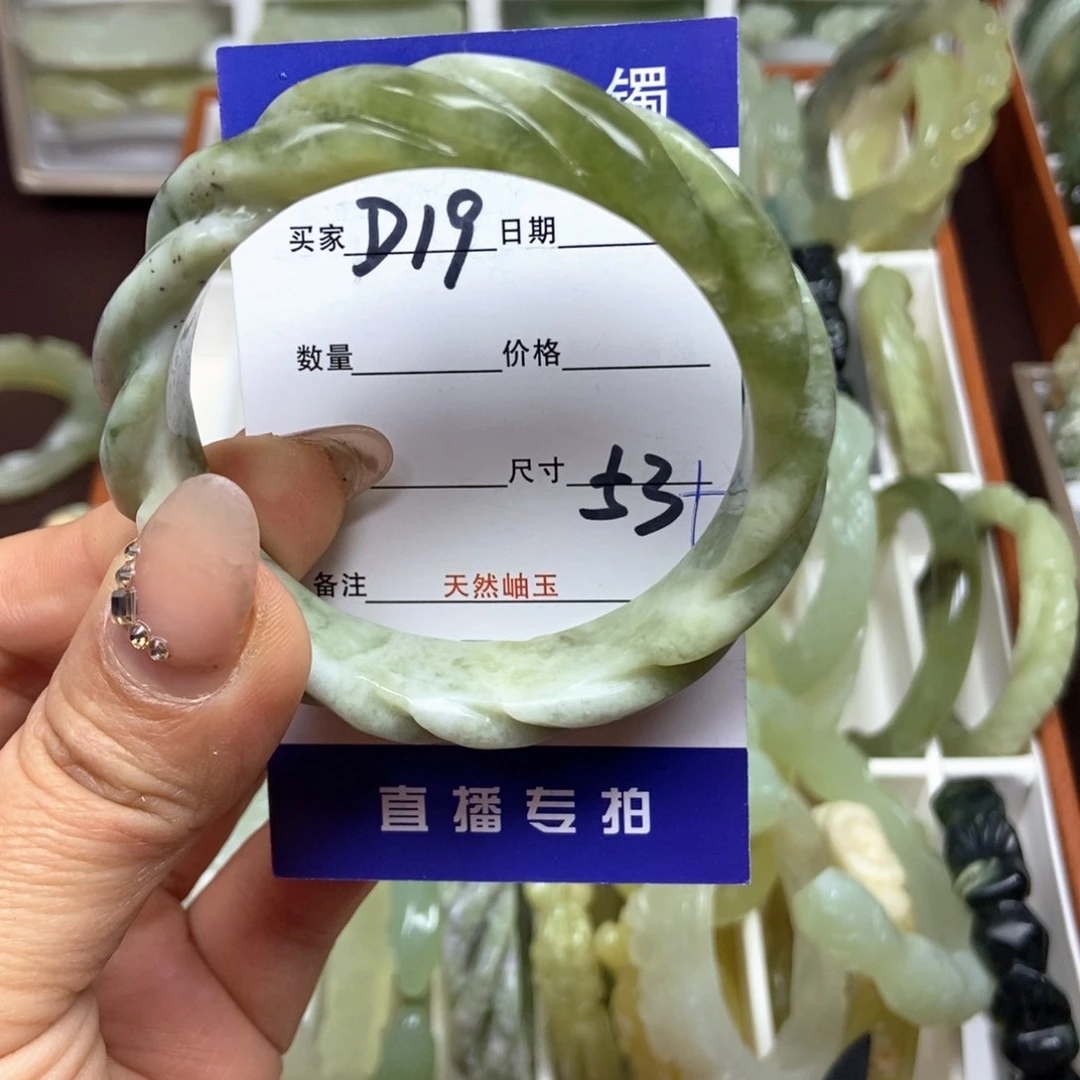 镯
买家 D19 日期
数量 价格
尺寸 53+
备注 天然岫玉
直播专拍